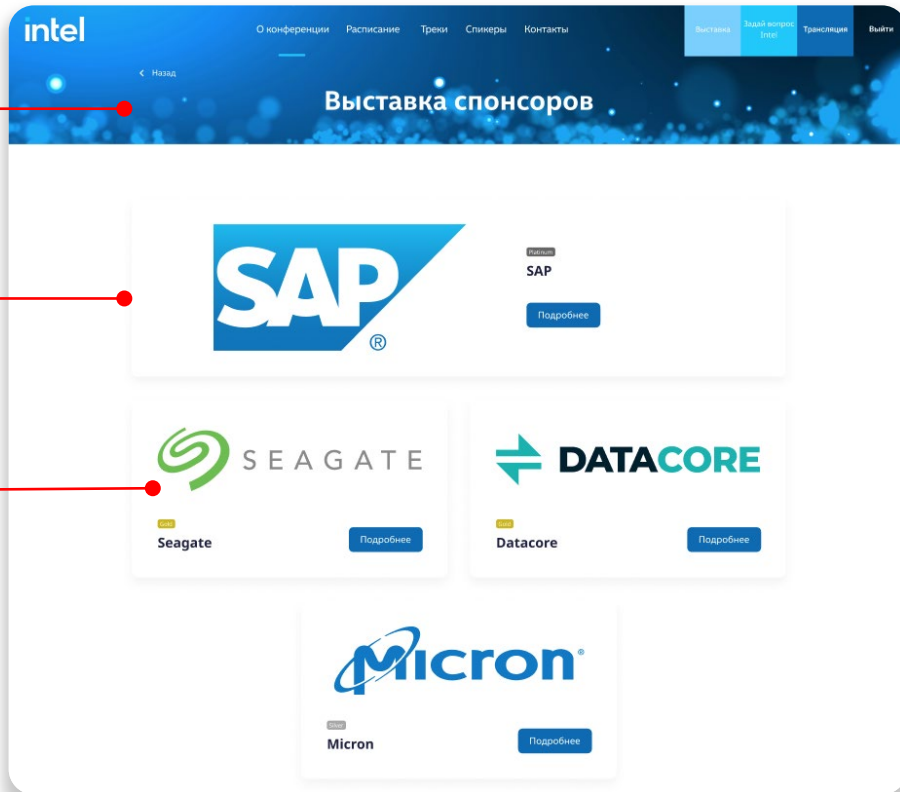 intel
О конференции Расписание Треки Спикеры Контакты
Выставка
Задай вопрос
Intel
Трансляция
Выйти
Назад
Выставка спонсоров
SAP
®
Platinum
SAP
Подробнее
SEAGATE
Gold
Seagate
Подробнее
DATACORE
Gold
Datacore
Подробнее
Micron®
Silver
Micron
Подробнее